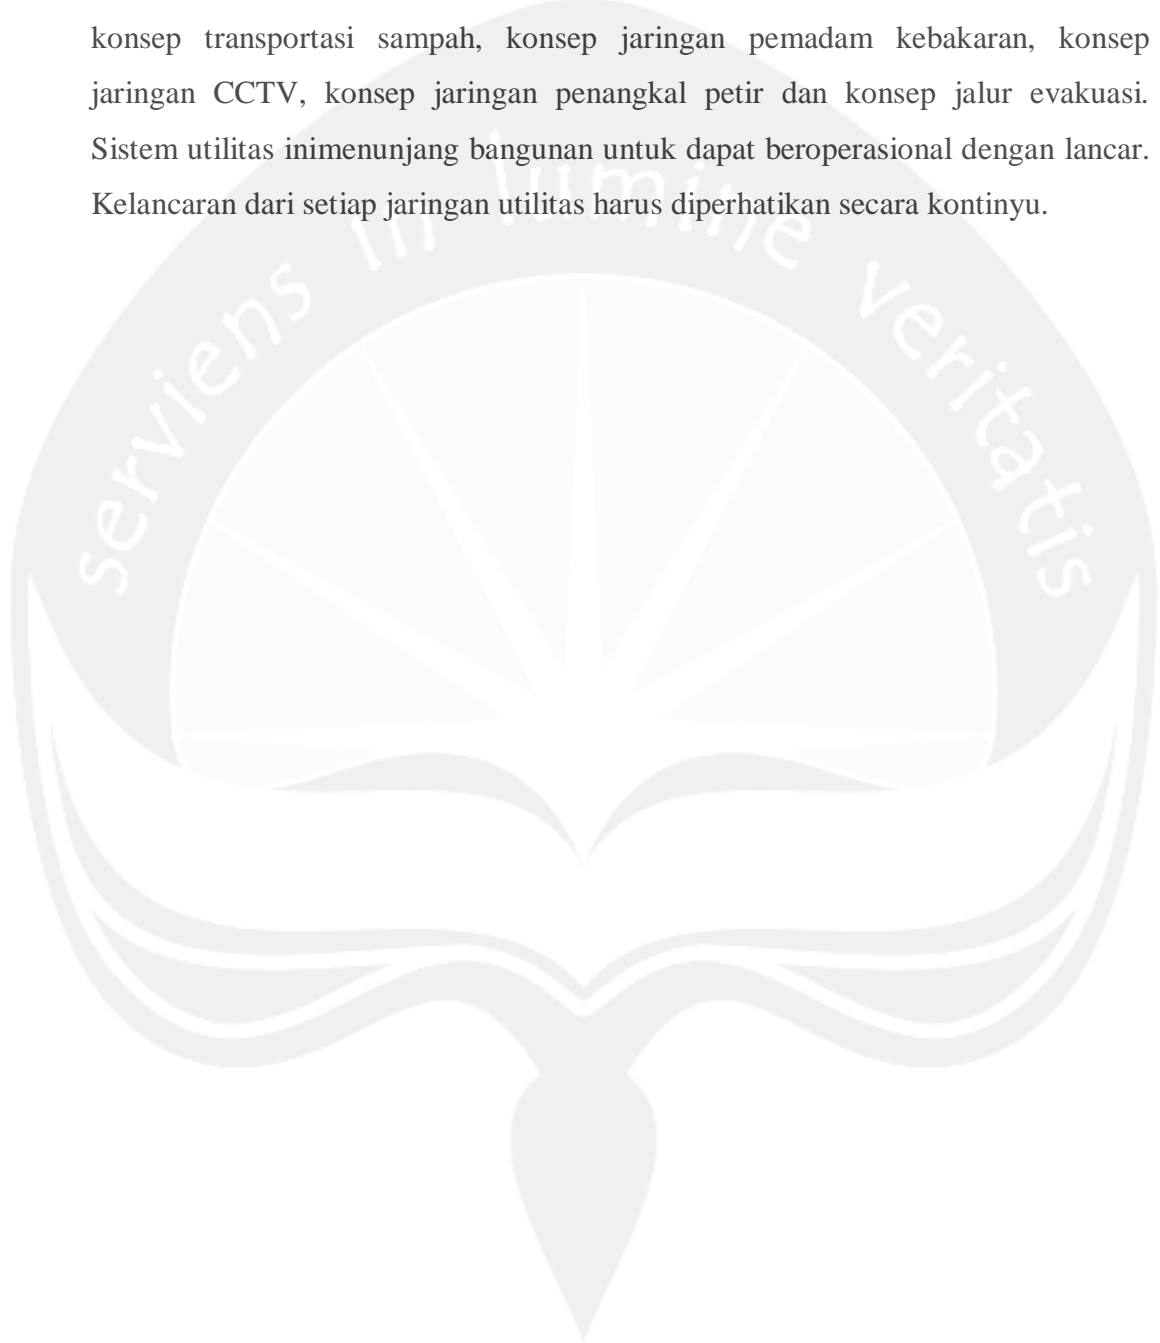 konsep transportasi sampah, konsep jaringan pemadam kebakaran, konsep
jaringan CCTV, konsep jaringan penangkal petir dan konsep jalur evakuasi.
Sistem utilitas inimenunjang bangunan untuk dapat beroperasional dengan lancar.
Kelancaran dari setiap jaringan utilitas harus diperhatikan secara kontinyu.
serviens in lumine veritatis